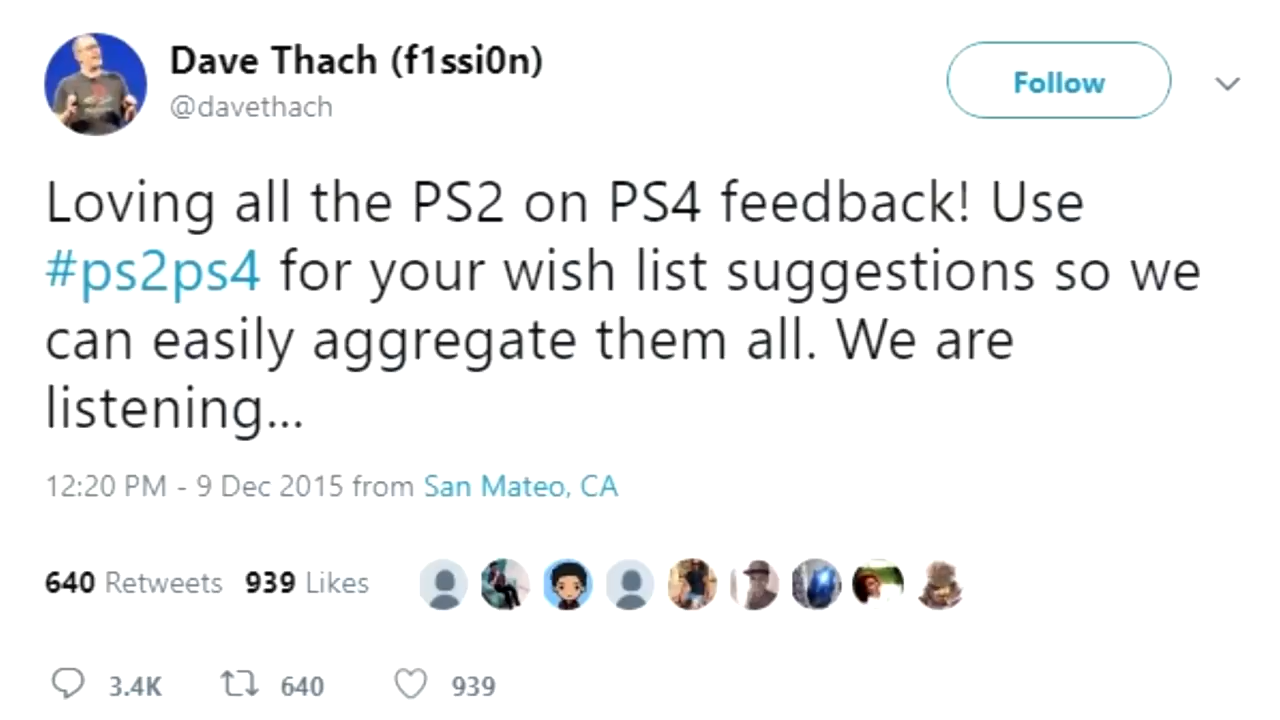 Dave Thach (f1ssi0n)
@davethach
Follow
Loving all the PS2 on PS4 feedback! Use
#ps2ps4 for your wish list suggestions so we
can easily aggregate them all. We are
listening...
12:20 PM - 9 Dec 2015 from San Mateo, CA
640 Retweets 939 Likes
3.4K 640 939